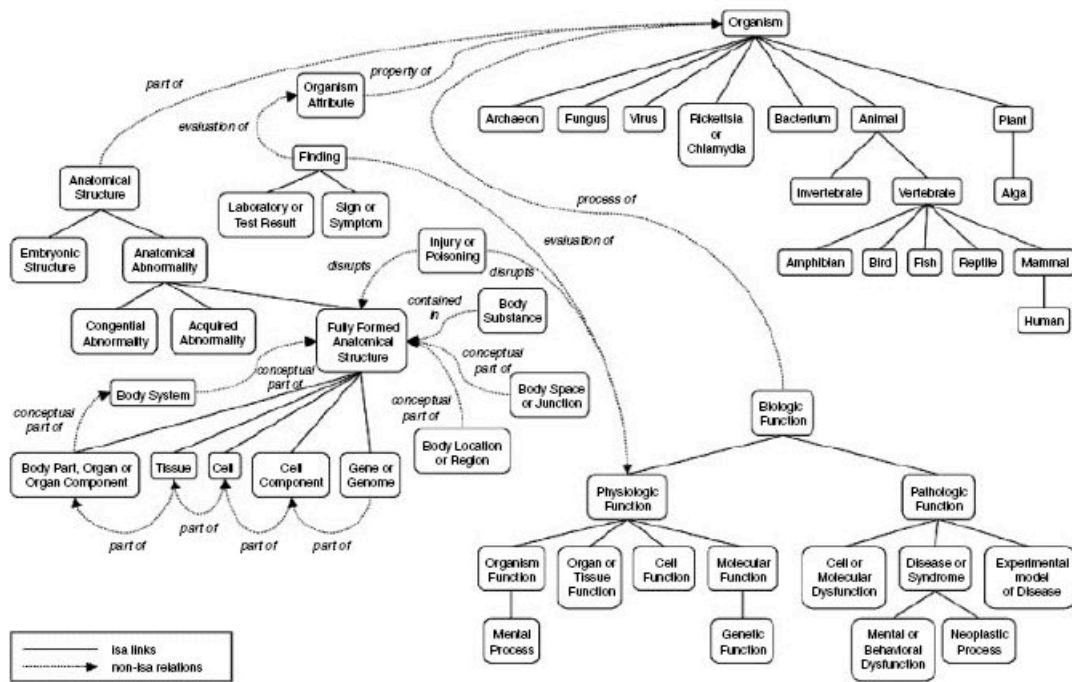 Organism
part of
property of
Organism
Attribute
Archaeon
Fungus
Virus
Rickettsia
or
Chlamydia
Bacterium
Animal
Plant
evaluation of
Finding
Anatomical
Structure
Laboratory or
Test Result
Sign or
Symptom
Invertebrate
Vertebrate
Alga
process of
Embryonic
Structure
Anatomical
Abnormality
Injury or
Poisoning
evaluation of
disrupts
disrupts
Amphibian
Bird
Fish
Reptile
Mammal
Congential
Abnormality
Acquired
Abnormality
Fully Formed
Anatomical
Structure
contained
in
Body
Substance
Human
conceptual
part of
conceptual
part of
Body System
Body Space
or Junction
conceptual
part of
conceptual
part of
Body Location
or Region
Biologic
Function
Body Part, Organ or
Organ Component
Tissue
Cell
Cell
Component
Gene or
Genome
Physiologic
Function
Pathologic
Function
part of
part of
part of
part of
Organism
Function
Organ or
Tissue
Function
Cell
Function
Molecular
Function
Cell or
Molecular
Dysfunction
Disease or
Syndrome
Experimental
model
of Disease
Mental
Process
Genetic
Function
Mental or
Behavioral
Dysfunction
Neoplastic
Process
isa links
non-isa relations